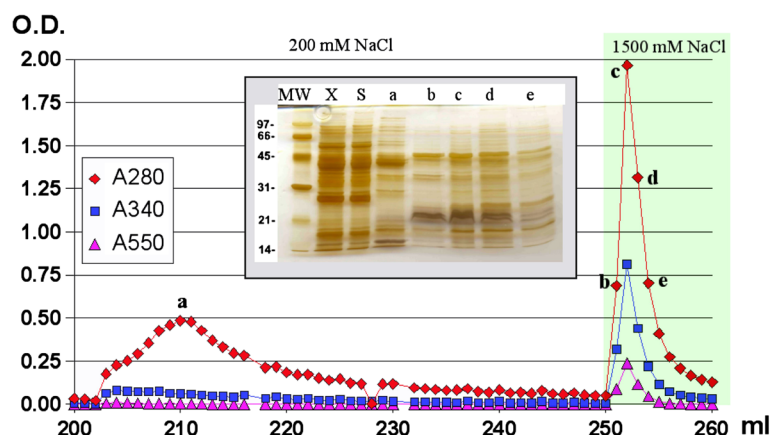 O.D.
200 mM NaCl
1500 mM NaCl
2.00
1.75
1.50
1.25
1.00
0.75
0.50
0.25
0.00
A280
A340
A550
MW X S a b c d e
97-
66-
45-
31-
21-
14-
a
b
c
d
e
200 210 220 230 240 250 260 ml